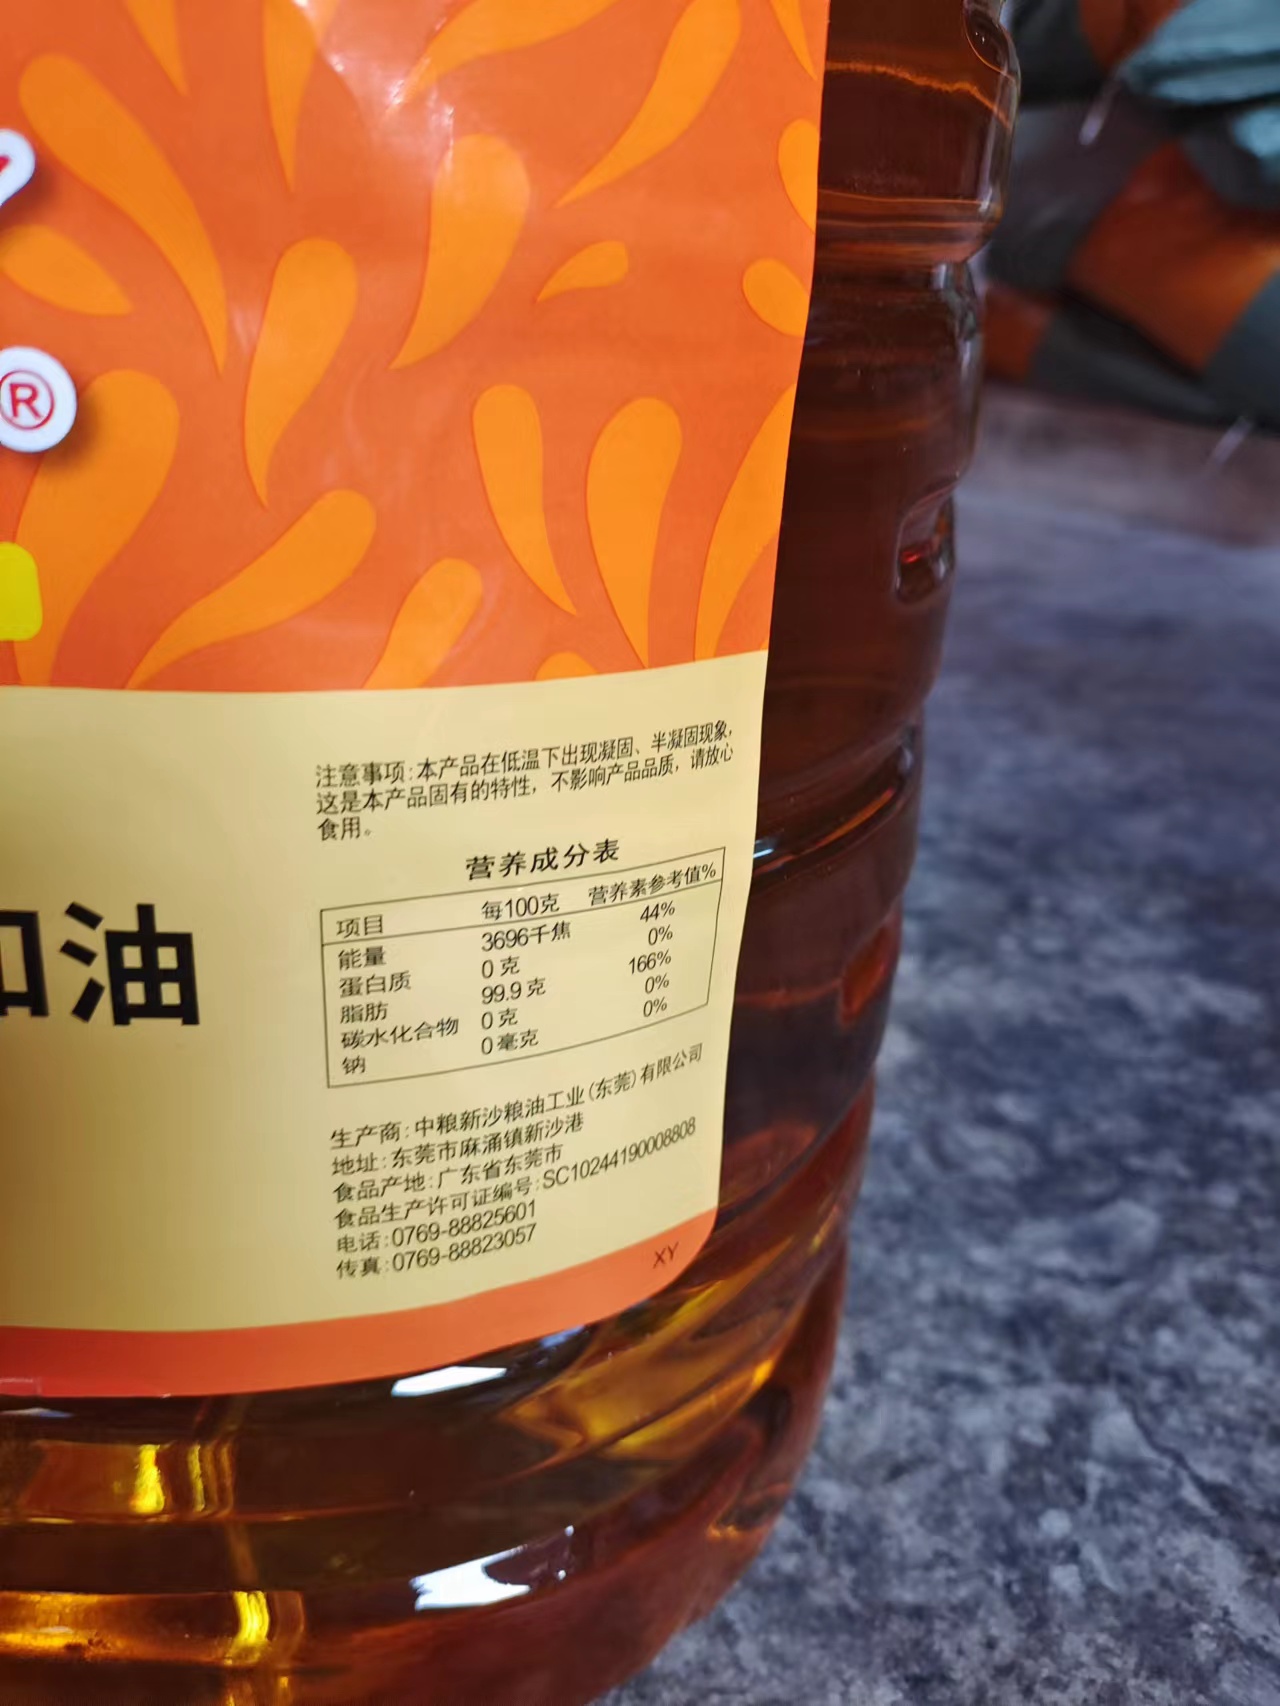 ®
油
注意事项:本产品在低温下出现凝固、半凝固现象,
这是本产品固有的特性，不影响产品品质，请放心
食用。
营养成分表
项目 每100克 营养素参考值%
能量 3696千焦 44%
蛋白质 0克 0%
脂肪 99.9克 166%
碳水化合物 0克 0%
钠 0毫克 0%
生产商:中粮新沙粮油工业(东莞)有限公司
地址:东莞市麻涌镇新沙港
食品产地:广东省东莞市
食品生产许可证编号:SC10244190008808
电话:0769-88825601
传真:0769-88823057
XY